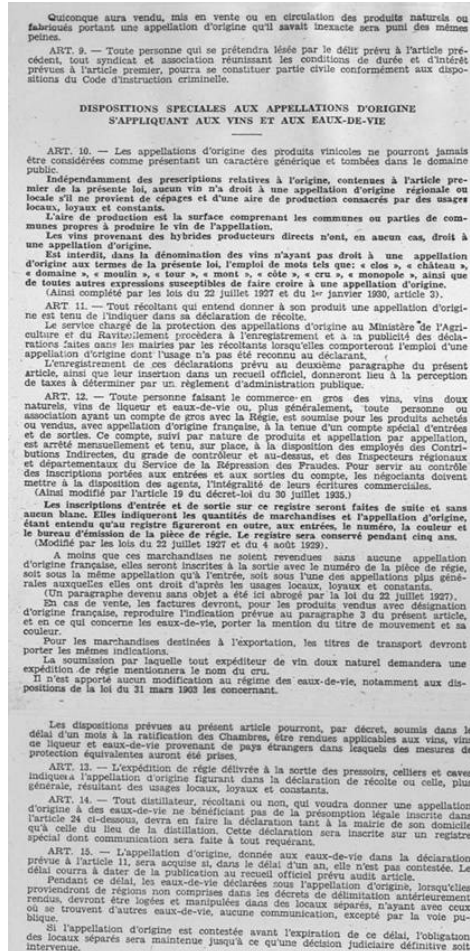 Quiconque aura vendu, mis en vente ou en circulation des produits naturels ou
fabriqués portant une appellation d'origine qu'il savait inexacte sera puni des mêmes
peines.
ART. 9. — Toute personne qui se prétendra lésée par le délit prévu à l'article pré-
cédent, tout syndicat et association réunissant les conditions de durée et d'intérêt
prévues à l'article premier, pourra se constituer partie civile conformément aux dispo-
sitions du Code d'instruction criminelle.
DISPOSITIONS SPECIALES AUX APPELLATIONS D'ORIGINE
S'APPLIQUANT AUX VINS ET AUX EAUX-DE-VIE
ART. 10. — Les appellations d'origine des produits vinicoles ne pourront jamais
être considérées comme présentant un caractère générique et tombées dans le domaine
public.
Indépendamment des prescriptions relatives à l'origine, contenues à l'article pre-
mier de la présente loi, aucun vin n'a droit à une appellation d'origine régionale ou
locale s'il ne provient de cépages et d'une aire de production consacrés par des usages
locaux, loyaux et constants.
L'aire de production est la surface comprenant les communes ou parties de com-
munes propres à produire le vin de l'appellation.
Les vins provenant des hybrides producteurs directs n'ont, en aucun cas, droit à
une appellation d'origine.
Est interdit, dans la dénomination des vins n'ayant pas droit à une appellation
d'origine aux termes de la présente loi, l'emploi de mots tels que: « clos », « château »,
« domaine », « moulin », « tour », « mont », « côte », « cru », « monopole », ainsi que
de toutes autres expressions susceptibles de faire croire à une appellation d'origine.
(Ainsi complété par les lois du 22 juillet 1927 et du 1er janvier 1930, article 3).
ART. 11. — Tout récoltant qui entend donner à son produit une appellation d'origi-
ne est tenu de l'indiquer dans sa déclaration de récolte.
Le service chargé de la protection des appellations d'origine au Ministère de l'Agri-
culture et du Ravitaillement procèdera à l'enregistrement et à la publicité des décla-
rations faites dans les mairies par les récoltants lorsqu'elles comporteront l'emploi d'une
appellation d'origine dont l'usage n'a pas été reconnu au déclarant.
L'enregistrement de ces déclarations prévu au deuxième paragraphe du présent
article, ainsi que leur insertion dans un recueil officiel, donneront lieu à la perception
de taxes à déterminer par un règlement d'administration publique.
ART. 12. — Toute personne faisant le commerce en gros des vins, vins doux
naturels, vins de liqueur et eaux-de-vie ou, plus généralement, toute personne ou
association ayant un compte de gros avec la Régie, est soumise pour les produits achetés
ou vendus, avec appellation d'origine française, à la tenue d'un compte spécial d'entrées
et de sorties. Ce compte, suivi par nature de produits et appellation par appellation,
est arrêté mensuellement et tenu, sur place, à la disposition des employés des Contri-
butions Indirectes, du grade de contrôleur et au-dessus, et des Inspecteurs régionaux
et départementaux du Service de la Répression des Fraudes. Pour servir au contrôle
des inscriptions portées aux entrées et aux sorties du compte, les négociants doivent
mettre à la disposition des agents, l'intégralité de leurs écritures commerciales.
(Ainsi modifié par l'article 19 du décret-loi du 30 juillet 1935.)
Les inscriptions d'entrée et de sortie sur le registre seront faites de suite et sans
aucun blanc. Elles indiqueront les quantités de marchandises et l'appellation d'origine,
étant entendu qu'au registre figureront en outre, aux entrées, le numéro, la couleur et
le bureau d'émission de la pièce de régie. Le registre sera conservé pendant cinq ans.
(Modifié par les lois du 22 juillet 1927 et du 4 août 1929).
A moins que ces marchandises ne soient revendues sans aucune appellation
d'origine française, elles seront inscrites à la sortie avec le numéro de la pièce de régie,
soit sous la même appellation qu'à l'entrée, soit sous l'une des appellations plus géné-
rales auxquelles elles ont droit d'après les usages locaux, loyaux et constants.
(Un paragraphe devenu sans objet a été ici abrogé par la loi du 22 juillet 1927).
En cas de vente, les factures devront, pour les produits vendus avec désignation
d'origine française, reproduire l'indication prévue au paragraphe 3 du présent article,
et en ce qui concerne les eaux-de-vie, porter la mention du titre de mouvement et sa
couleur.
Pour les marchandises destinées à l'exportation, les titres de transport devront
porter les mêmes indications.
La soumission par laquelle tout expéditeur de vin doux naturel demandera une
expédition de régie mentionnera le nom du cru.
Il n'est apporté aucun modification au régime des eaux-de-vie, notamment aux dis-
positions de la loi du 31 mars 1903 les concernant.
Les dispositions prévues au présent article pourront, par décret, soumis dans le
délai d'un mois à la ratification des Chambres, être rendues applicables aux vins, vins
de liqueur et eaux-de-vie provenant de pays étrangers dans lesquels des mesures de
protection équivalentes auront été prises.
ART. 13. — L'expédition de régie délivrée à la sortie des pressoirs, celliers et caves
indiquera l'appellation d'origine figurant dans la déclaration de récolte ou celle, plus
générale, résultant des usages locaux, loyaux et constants.
ART. 14. — Tout distillateur, récoltant ou non, qui voudra donner une appellation
d'origine à des eaux-de-vie ne bénéficiant pas de la présomption légale inscrite dans
l'article 24 ci-dessous, devra en faire la déclaration tant à la mairie de son domicile
qu'à celle du lieu de la distillation. Cette déclaration sera inscrite sur un registre
spécial dont communication sera faite à tout requérant.
ART. 15. — L'appellation d'origine, donnée aux eaux-de-vie dans la déclaration
prévue à l'article 11, sera acquise si, dans le délai d'un an, elle n'est pas contestée. Le
délai courra à dater de la publication au recueil officiel prévu audit article.
Pendant ce délai, les eaux-de-vie déclarées sous l'appellation d'origine, lorsqu'elles
proviendront de régions non comprises dans les décrets de délimitation antérieurement
rendus, devront être logées et manipulées dans des locaux séparés, n'ayant avec ceux
où se trouvent d'autres eaux-de-vie, aucune communication, excepté par la voie pu-
blique.
Si l'appellation d'origine est contestée avant l'expiration de ce délai, l'obligation
des locaux séparés sera maintenue jusqu'à ce qu'une décision judiciaire définitive soit
intervenue.